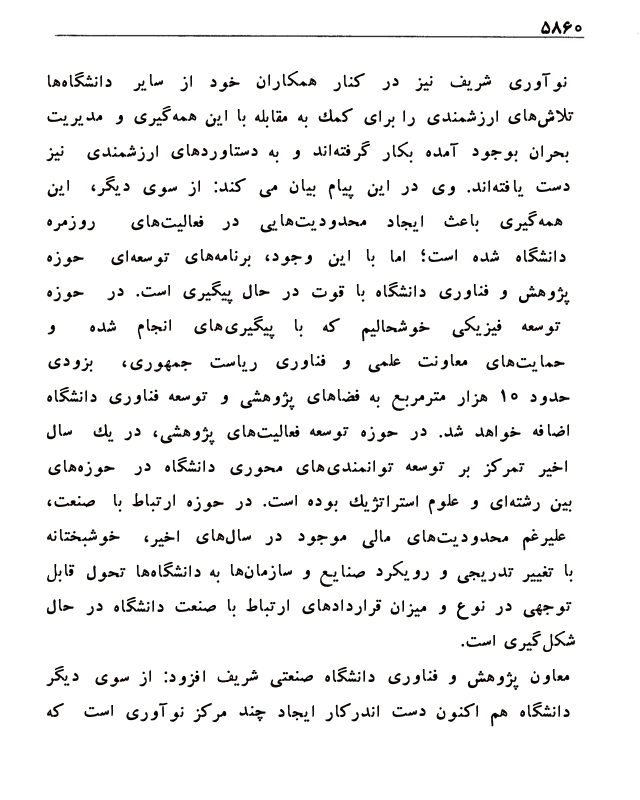 ۵۸۶۰
نوآوری شریف نیز در کنار همکاران خود از سایر دانشگاه‌ها
تلاش‌های ارزشمندی را برای کمك به مقابله با این همه‌گیری و مدیریت
بحران بوجود آمده بکار گرفته‌اند و به دستاوردهای ارزشمندی نیز
دست یافته‌اند. وی در این پیام بیان می کند: از سوی دیگر، این
همه‌گیری باعث ایجاد محدودیت‌هایی در فعالیت‌های روزمره
دانشگاه شده است؛ اما با این وجود، برنامه‌های توسعه‌ای حوزه
پژوهش و فناوری دانشگاه با قوت در حال پیگیری است. در حوزه
توسعه فیزیکی خوشحالیم که با پیگیری‌های انجام شده و
حمایت‌های معاونت علمی و فناوری ریاست جمهوری، بزودی
حدود ۱۰ هزار مترمربع به فضاهای پژوهشی و توسعه فناوری دانشگاه
اضافه خواهد شد. در حوزه توسعه فعالیت‌های پژوهشی، در یك سال
اخیر تمرکز بر توسعه توانمندی‌های محوری دانشگاه در حوزه‌های
بین رشته‌ای و علوم استراتژیك بوده است. در حوزه ارتباط با صنعت،
علیرغم محدودیت‌های مالی موجود در سال‌های اخیر، خوشبختانه
با تغییر تدریجی و رویکرد صنایع و سازمان‌ها به دانشگاه‌ها تحول قابل
توجهی در نوع و میزان قراردادهای ارتباط با صنعت دانشگاه در حال
شکل‌گیری است.
معاون پژوهش و فناوری دانشگاه صنعتی شریف افزود: از سوی دیگر
دانشگاه هم اکنون دست اندرکار ایجاد چند مرکز نوآوری است که